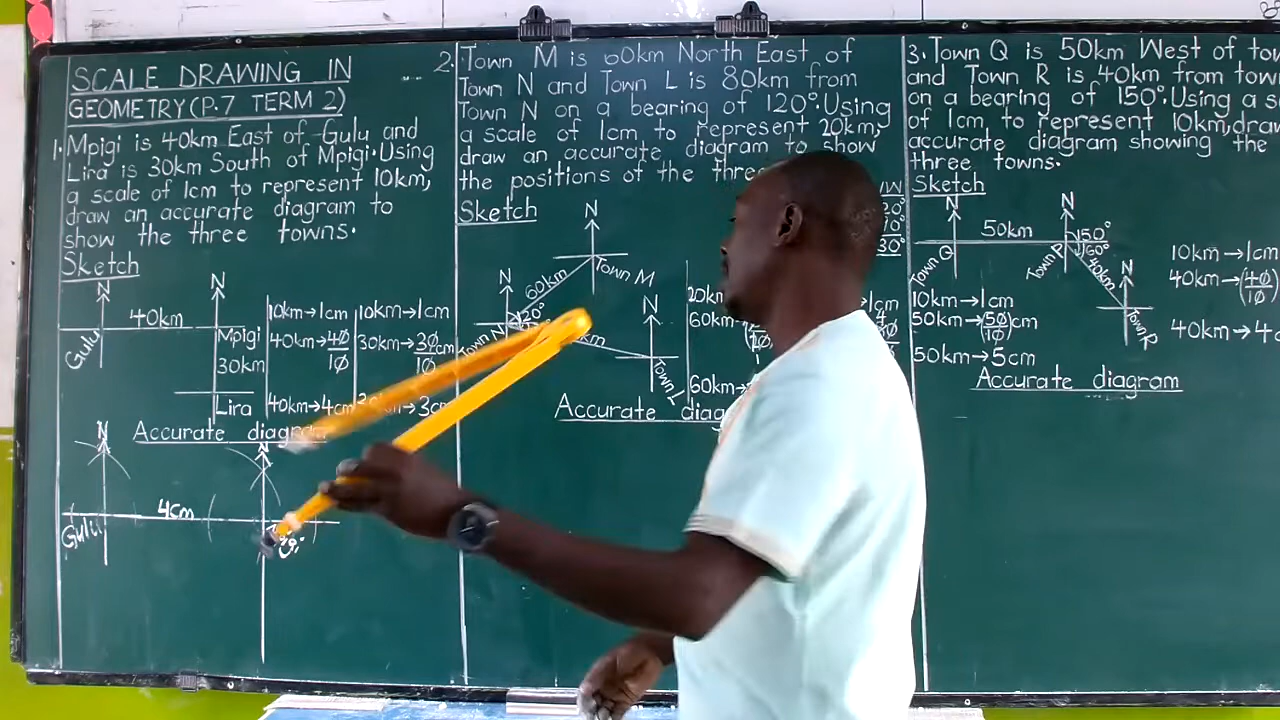 SCALE DRAWING IN
GEOMETRY(P.7 TERM 2)
1. Mpigi is 40km East of Gulu and
Lira is 30km South of Mpigi. Using
a scale of 1cm to represent 10km,
draw an accurate diagram to
show the three towns.
Sketch
N
N
40km
Gulu
Mpigi
30km
Lira
10km→1cm
40km→40/10
40km→4cm
10km→1cm
30km→30/10 cm
3cm
Accurate diagram
N
N
4cm
Gulu
2. Town M is 60km North East of
Town N and Town L is 80km from
Town N on a bearing of 120°. Using
a scale of 1cm to represent 20km,
draw an accurate diagram to show
the positions of the three
Sketch
N
N
N
60km
Town M
120°
Town N
km
Town L
20km
60km→
60km→
1cm
Accurate
3. Town Q is 50km West of
and Town R is 40km from
on a bearing of 150°. Using a
of 1cm to represent 10km, draw
accurate diagram showing the
three towns.
Sketch
N
N
N
50km
Town Q
Town P
150°
60°
40km
Town R
10km→1cm
50km→(50/10)cm
50km→5cm
10km→1cm
40km→(40/10)
40km→4
Accurate diagram